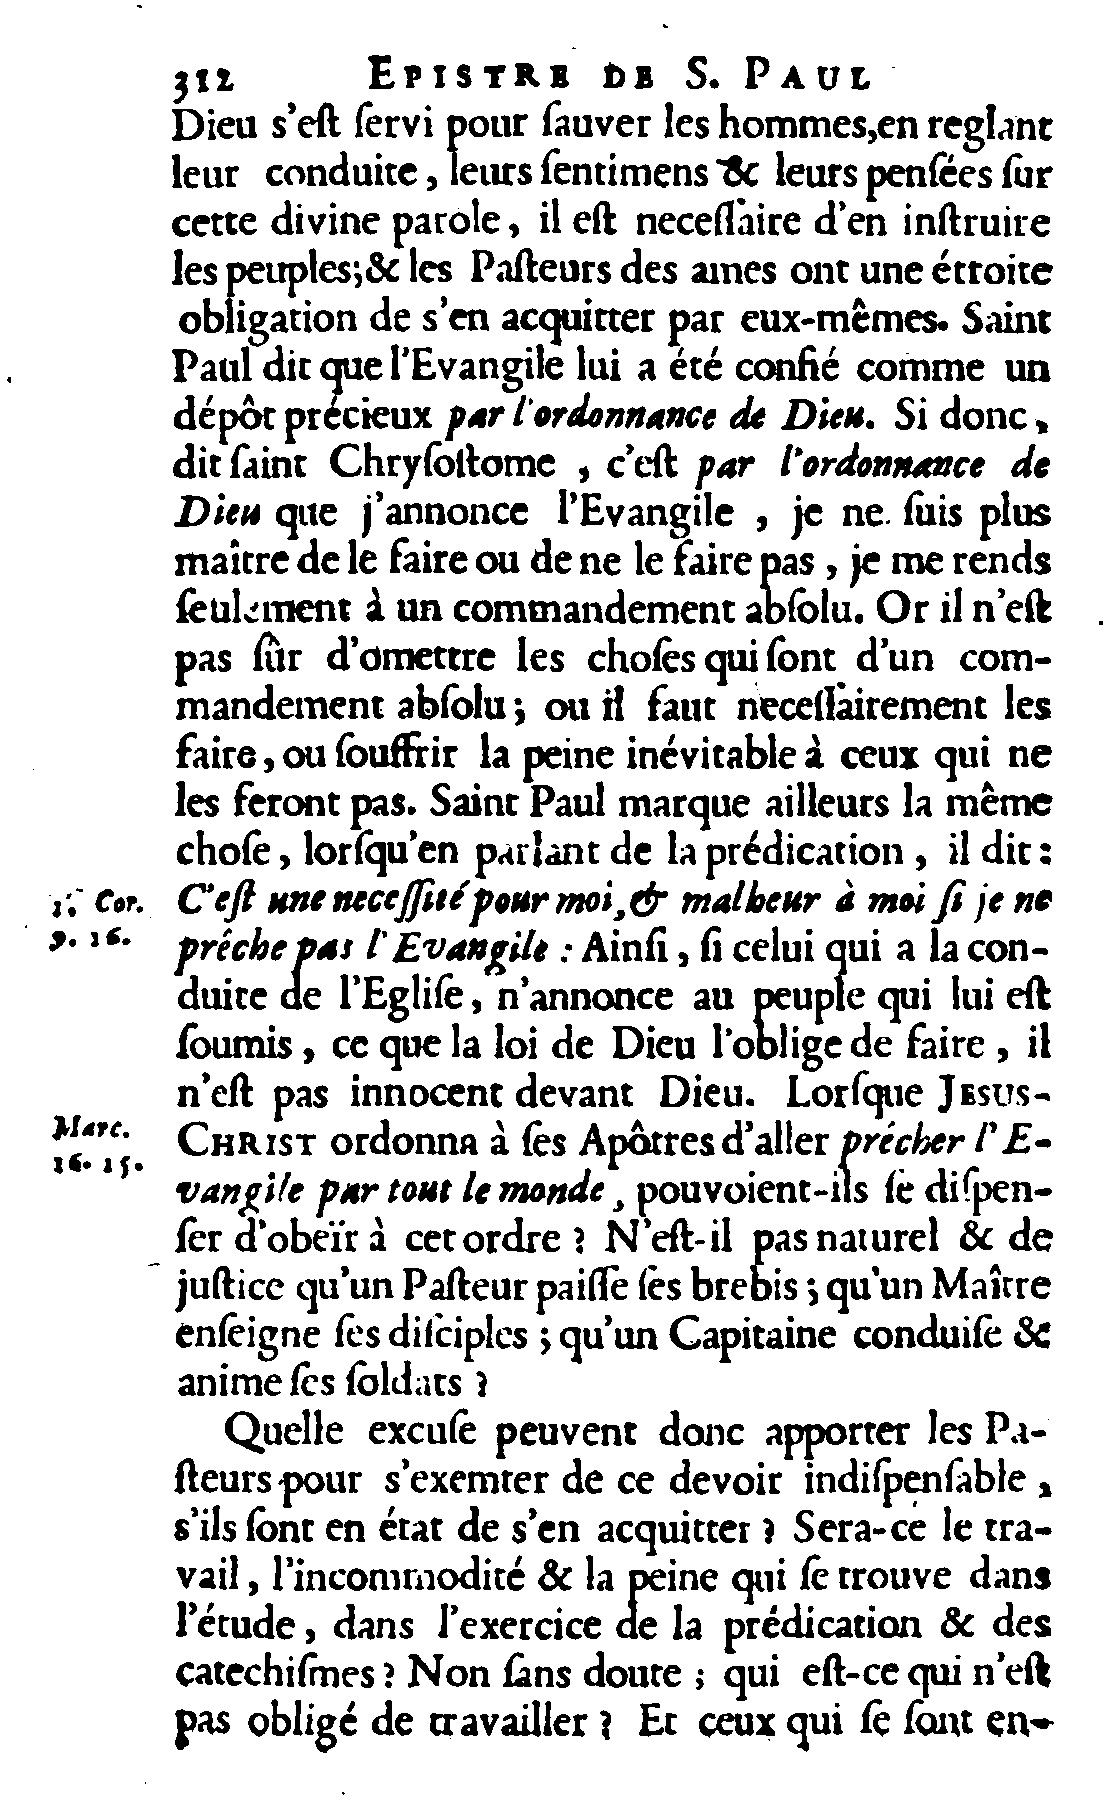 312 EPISTRE DE S. PAUL
Dieu s'eſt ſervi pour ſauver les hommes,en reglant
leur conduite, leurs ſentimens & leurs penſées ſur
cette divine parole, il eſt neceſſaire d'en inſtruire
les peuples;& les Paſteurs des ames ont une étroite
obligation de s'en acquitter par eux-mêmes. Saint
Paul dit que l'Evangile lui a été confié comme un
dépôt précieux par l'ordonnance de Dieu. Si donc,
dit ſaint Chryſoſtome, c'eſt par l'ordonnance de
Dieu que j'annonce l'Evangile, je ne ſuis plus
maître de le faire ou de ne le faire pas, je me rends
ſeulement à un commandement abſolu. Or il n'eſt
pas ſûr d'omettre les choſes qui ſont d'un com-
mandement abſolu; ou il faut neceſſairement les
faire, ou ſouffrir la peine inévitable à ceux qui ne
les feront pas. Saint Paul marque ailleurs la même
choſe, lorſqu'en parlant de la prédication, il dit:
1. Cor. C'eſt une neceſſité pour moi, & malheur à moi ſi je ne
9. 16. prêche pas l'Evangile: Ainſi, ſi celui qui a la con-
duite de l'Egliſe, n'annonce au peuple qui lui eſt
ſoumis, ce que la loi de Dieu l'oblige de faire, il
n'eſt pas innocent devant Dieu. Lorſque JESUS-
Marc. CHRIST ordonna à ſes Apôtres d'aller précher l'E-
16. 15. vangile par tout le monde, pouvoient-ils ſe diſpen-
ſer d'obeïr à cet ordre? N'eſt-il pas naturel & de
juſtice qu'un Paſteur paiſſe ſes brebis; qu'un Maître
enſeigne ſes diſciples; qu'un Capitaine conduiſe &
anime ſes ſoldats?
Quelle excuſe peuvent donc apporter les Pa-
ſteurs pour s'exemter de ce devoir indiſpenſable,
s'ils ſont en état de s'en acquitter? Sera-ce le tra-
vail, l'incommodité & la peine qui ſe trouve dans
l'étude, dans l'exercice de la prédication & des
catechiſmes? Non ſans doute; qui eſt-ce qui n'eſt
pas obligé de travailler? Et ceux qui ſe ſont en-